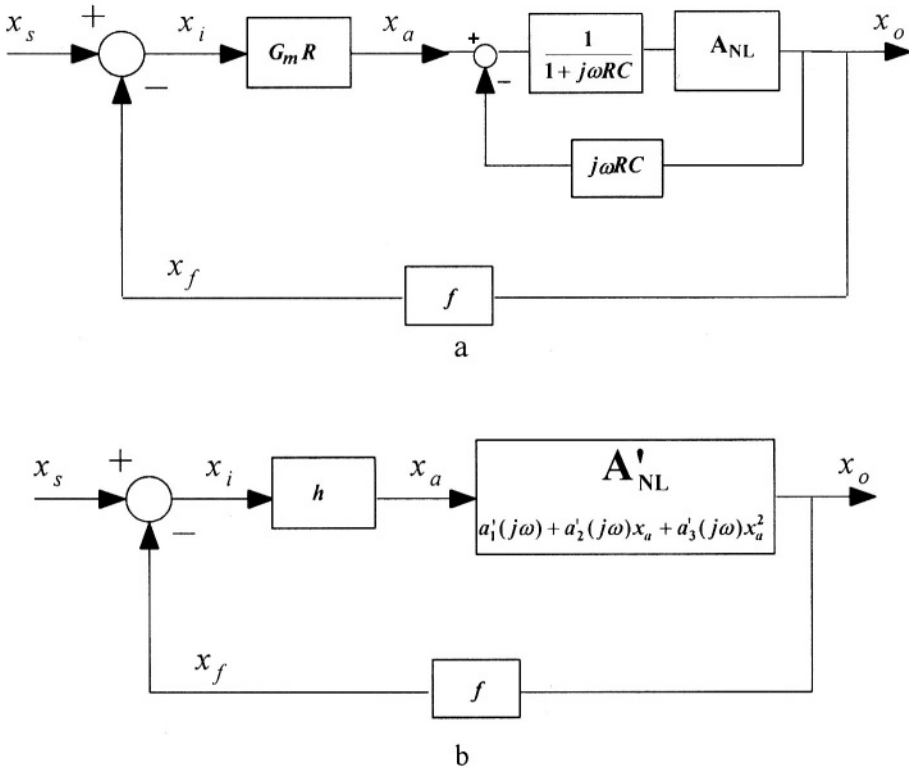 x_s + x_i G_m R x_a + 1 / 1 + jωRC A_NL x_o
− −
jωRC
x_f
f
a
x_s + x_i h x_a A'_NL x_o
a'_1(jω) + a'_2(jω)x_a + a'_3(jω)x_a^2
−
x_f
f
b